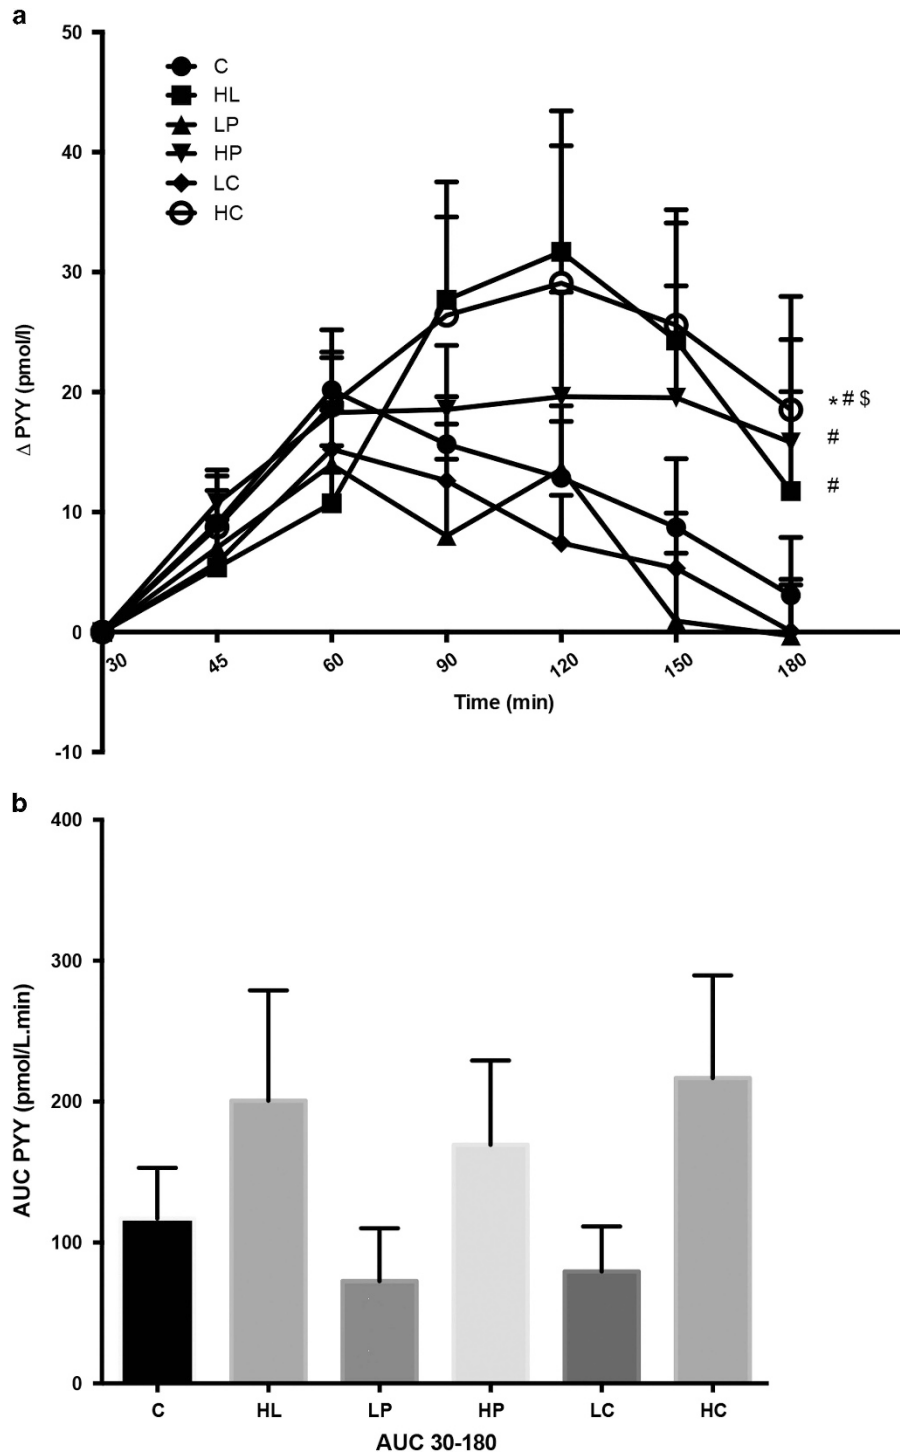 a
50
40
30
20
10
0
-10
Δ PYY (pmol/l)
C
HL
LP
HP
LC
HC
* # $
#
#
30 45 60 90 120 150 180
Time (min)
b
400
300
200
100
0
AUC PYY (pmol/L.min)
C HL LP HP LC HC
AUC 30-180